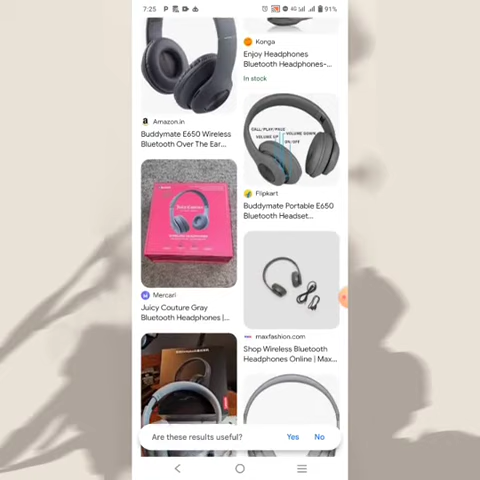 7:25
P
4G
91%
Konga
Enjoy Headphones
Bluetooth Headphones-...
In stock
Amazon.in
Buddymate E650 Wireless
Bluetooth Over The Ear...
CALL/PLAY/PAUSE
VOLUME UP
VOLUME DOWN
ON/OFF
Flipkart
Buddymate Portable E650
Bluetooth Headset...
Mercari
Juicy Couture Gray
Bluetooth Headphones |...
maxfashion.com
Shop Wireless Bluetooth
Headphones Online | Max...
Are these results useful?
Yes
No